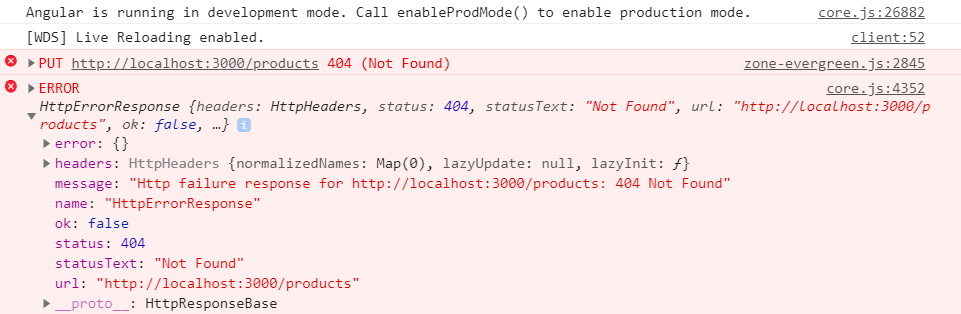 Angular is running in development mode. Call enableProdMode() to enable production mode. core.js:26882
[WDS] Live Reloading enabled. client:52
PUT http://localhost:3000/products 404 (Not Found) zone-evergreen.js:2845
ERROR core.js:4352
HttpErrorResponse {headers: HttpHeaders, status: 404, statusText: "Not Found", url: "http://localhost:3000/p
roducts", ok: false, …} i
error: {}
headers: HttpHeaders {normalizedNames: Map(0), lazyUpdate: null, lazyInit: ƒ}
message: "Http failure response for http://localhost:3000/products: 404 Not Found"
name: "HttpErrorResponse"
ok: false
status: 404
statusText: "Not Found"
url: "http://localhost:3000/products"
__proto__: HttpResponseBase